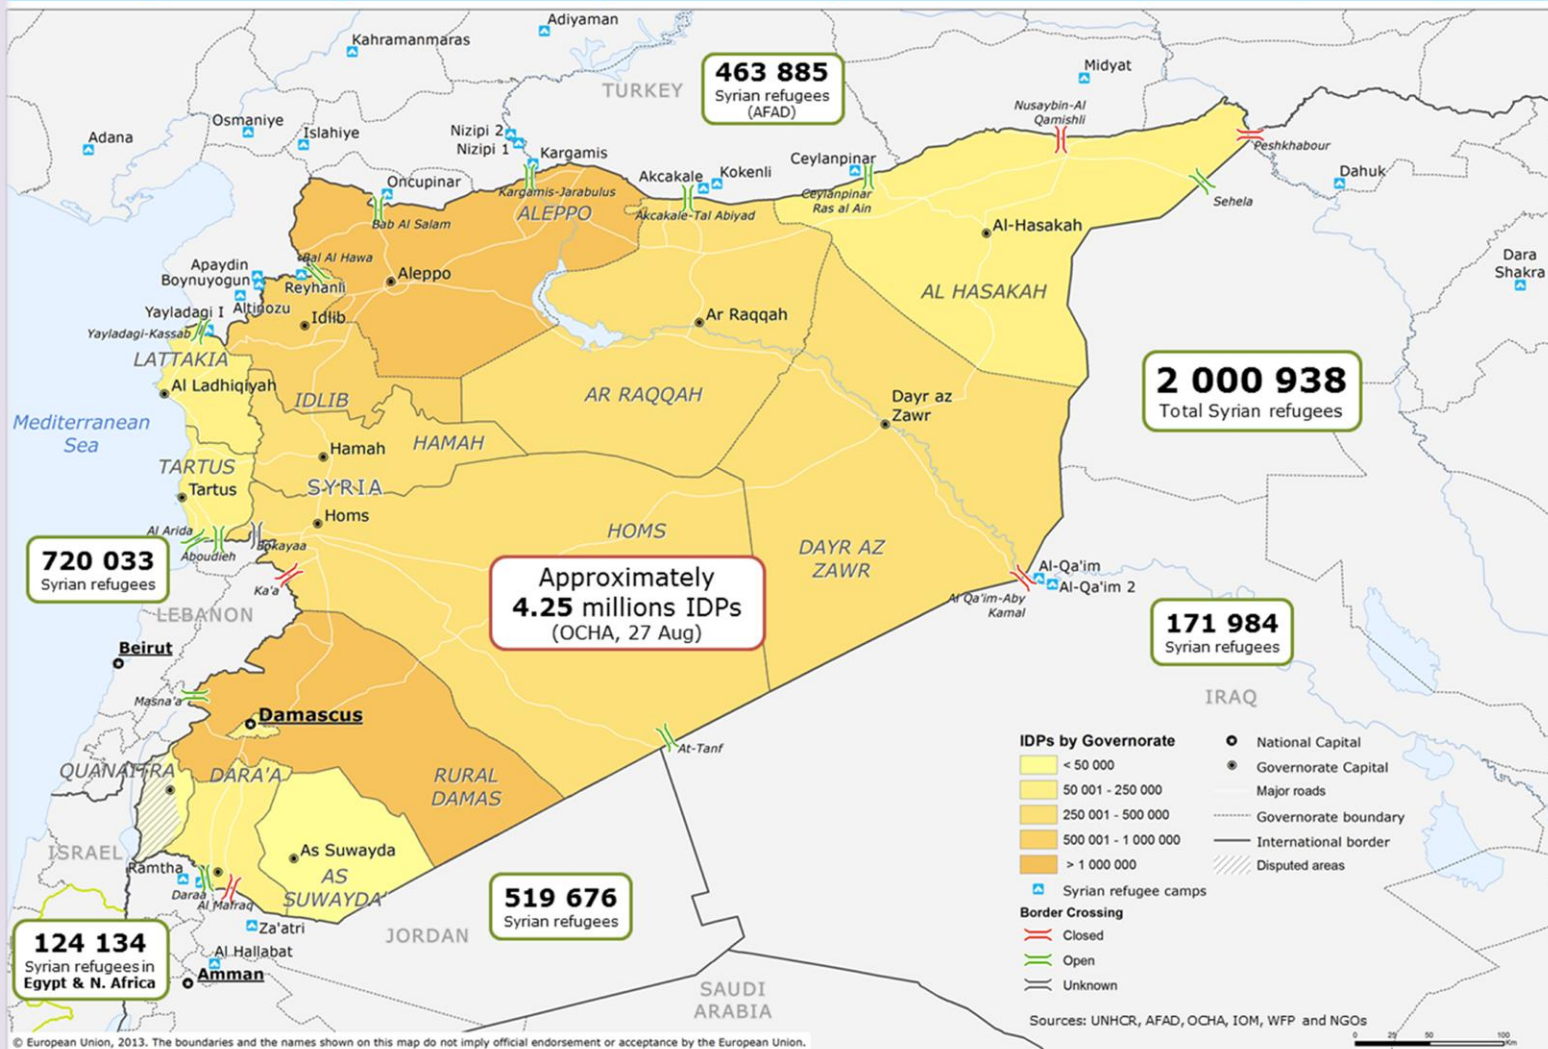 Adiyaman
Kahramanmaras
TURKEY
463 885
Syrian refugees
(AFAD)
Midyat
Osmaniye
Adana
Islahiye
Nizipi 2
Nizipi 1
Kargamis
Nusaybin-Al
Qamishli
Peshkhabour
Oncupinar
Kargamis-Jarabulus
Akcakale
Kokenli
Ceylanpinar
Dahuk
Bab Al Salam
ALEPPO
Akcakale-Tal Abiyad
Ceylanpinar
Ras al Ain
Sehela
Al-Hasakah
Apaydin
Bal Al Hawa
Boynuyogun
Reyhanli
Aleppo
Dara
Shakra
AL HASAKAH
Yayladagi I
Altinozu
Idlib
Ar Raqqah
Yayladagi-Kassab
LATTAKIA
Al Ladhiqiyah
2 000 938
Total Syrian refugees
Mediterranean
Sea
IDLIB
AR RAQQAH
Dayr az
Zawr
Hamah
HAMAH
TARTUS
Tartus
SYRIA
Homs
HOMS
Al Arida
Aboudieh
Bokayaa
DAYR AZ
ZAWR
720 033
Syrian refugees
Ka'a
Approximately
4.25 millions IDPs
(OCHA, 27 Aug)
Al-Qa'im
Al-Qa'im 2
Al Qa'im-Aby
Kamal
LEBANON
Beirut
171 984
Syrian refugees
IRAQ
Masna'a
Damascus
At-Tanf
QUANAITRA
DARA'A
RURAL
DAMAS
ISRAEL
As Suwayda
AS
SUWAYDA'
Ramtha
Daraa
Al Mafraq
519 676
Syrian refugees
Za'atri
JORDAN
124 134
Syrian refugees in
Egypt & N. Africa
Al Hallabat
Amman
SAUDI
ARABIA
IDPs by Governorate
< 50 000
50 001 - 250 000
250 001 - 500 000
500 001 - 1 000 000
> 1 000 000
Syrian refugee camps
Border Crossing
Closed
Open
Unknown
National Capital
Governorate Capital
Major roads
Governorate boundary
International border
Disputed areas
Sources: UNHCR, AFAD, OCHA, IOM, WFP and NGOs
0 25 50 100
Km
© European Union, 2013. The boundaries and the names shown on this map do not imply official endorsement or acceptance by the European Union.